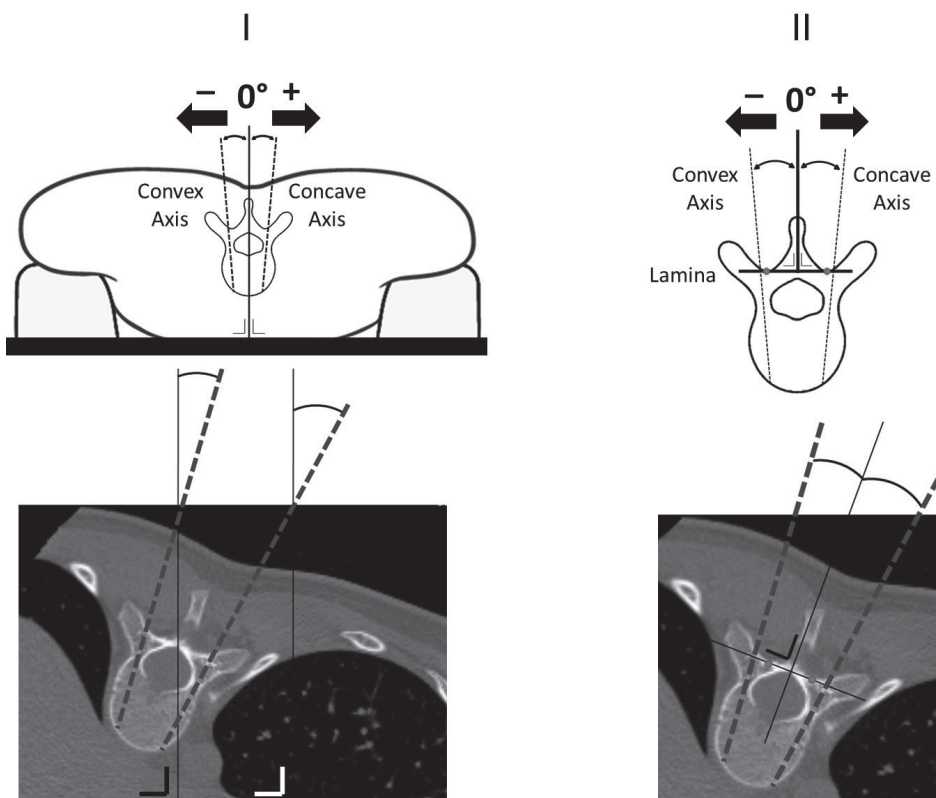 I
II
− 0° +
Convex
Axis
Concave
Axis
− 0° +
Convex
Axis
Concave
Axis
Lamina